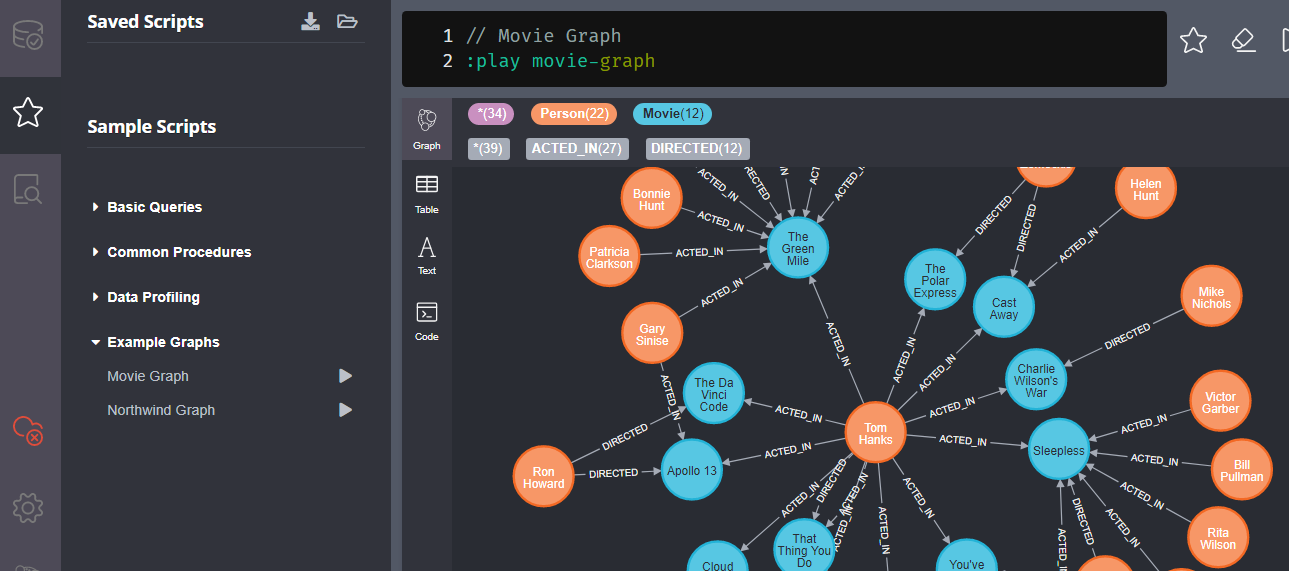 Saved Scripts
Sample Scripts
Basic Queries
Common Procedures
Data Profiling
Example Graphs
Movie Graph
Northwind Graph
1 // Movie Graph
2 :play movie-graph
Graph
Table
Text
Code
*(34)
Person(22)
Movie(12)
*(39)
ACTED_IN(27)
DIRECTED(12)
ACTED_IN
ACTED_IN
Bonnie
Hunt
ACTED_IN
Patricia
Clarkson
ACTED_IN
The
Green
Mile
Helen
Hunt
DIRECTED
DIRECTED
ACTED_IN
The
Polar
Express
Cast
Away
Mike
Nichols
DIRECTED
Gary
Sinise
ACTED_IN
ACTED_IN
ACTED_IN
ACTED_IN
ACTED_IN
The Da
Vinci
Code
ACTED_IN
Charlie
Wilson's
War
ACTED_IN
Tom
Hanks
ACTED_IN
Sleepless
Victor
Garber
ACTED_IN
DIRECTED
Ron
Howard
DIRECTED
Apollo 13
ACTED_IN
Bill
Pullman
ACTED_IN
Rita
Wilson
ACTED_IN
ACTED_IN
DIRECTED
ACTED_IN
ACTED_IN
ACTED_IN
ACTED_IN
Cloud
That
Thing You
Do
You've
ACTED_IN
DIRECTED
ACTED_IN